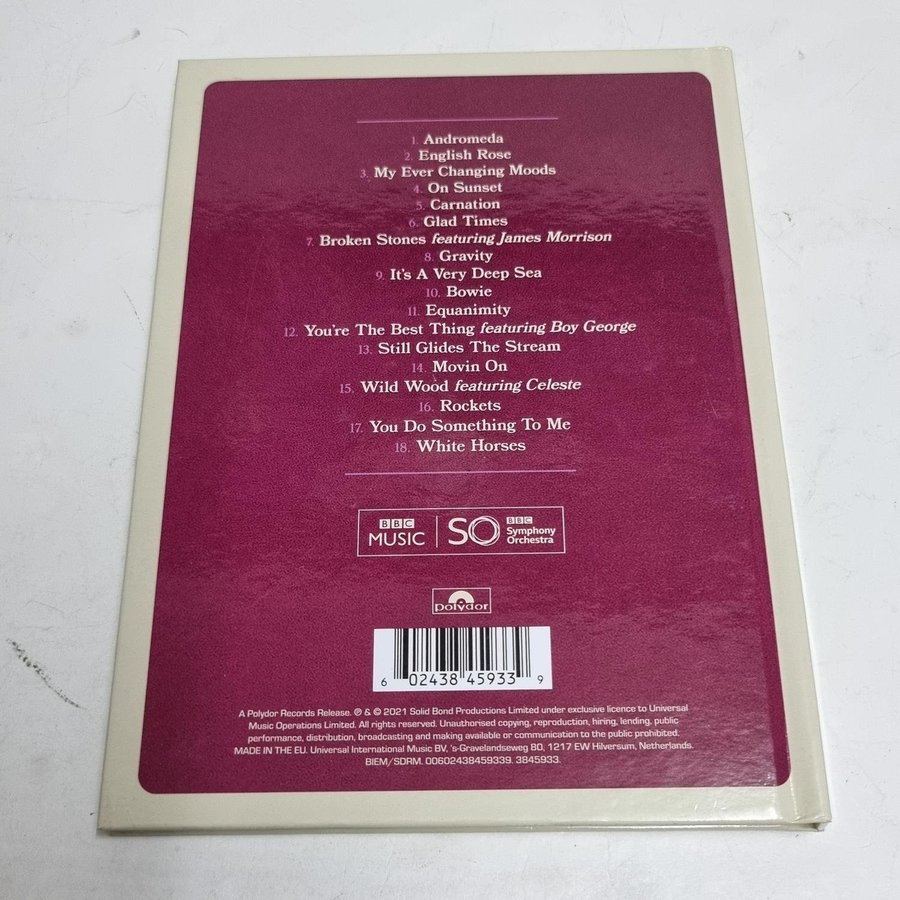 1. Andromeda
2. English Rose
3. My Ever Changing Moods
4. On Sunset
5. Carnation
6. Glad Times
7. Broken Stones featuring James Morrison
8. Gravity
9. It's A Very Deep Sea
10. Bowie
11. Equanimity
12. You're The Best Thing featuring Boy George
13. Still Glides The Stream
14. Movin On
15. Wild Wood featuring Celeste
16. Rockets
17. You Do Something To Me
18. White Horses
BBC MUSIC
SO
BBC Symphony Orchestra
polydor
6 02438 45933 9
A Polydor Records Release. ℗ & © 2021 Solid Bond Productions Limited under exclusive licence to Universal
Music Operations Limited. All rights reserved. Unauthorised copying, reproduction, hiring, lending, public
performance, distribution, broadcasting and making available or communication to the public prohibited.
MADE IN THE EU. Universal International Music BV, 's-Gravelandseweg 80, 1217 EW Hilversum, Netherlands.
BIEM/SDRM. 00602438459339. 3845933.